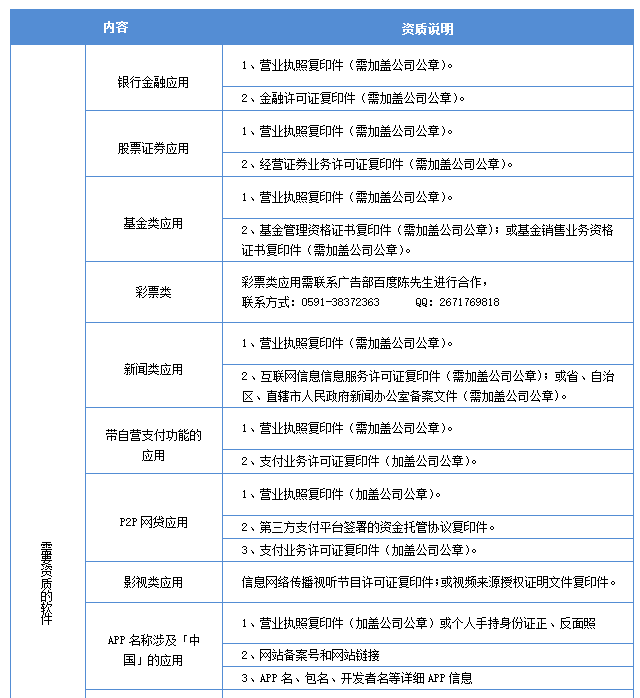 内容
资质说明
需要资质的软件
银行金融应用
1、营业执照复印件（需加盖公司公章）。
2、金融许可证复印件（需加盖公司公章）。
股票证券应用
1、营业执照复印件（需加盖公司公章）。
2、经营证券业务许可证复印件（需加盖公司公章）。
基金类应用
1、营业执照复印件（需加盖公司公章）。
2、基金管理资格证书复印件（需加盖公司公章）；或基金销售业务资格
证书复印件（需加盖公司公章）。
彩票类
彩票类应用需联系广告部百度陈先生进行合作，
联系方式：0591-38372363 QQ：2671769818
新闻类应用
1、营业执照复印件（需加盖公司公章）。
2、互联网信息信息服务许可证复印件（需加盖公司公章）；或省、自治
区、直辖市人民政府新闻办公室备案文件（需加盖公司公章）。
带自营支付功能的
应用
1、营业执照复印件（需加盖公司公章）。
2、支付业务许可证复印件（加盖公司公章）。
P2P 网贷应用
1、营业执照复印件（加盖公司公章）。
2、第三方支付平台签署的资金托管协议复印件。
3、支付业务许可证复印件（加盖公司公章）。
影视类应用
信息网络传播视听节目许可证复印件；或视频来源授权证明文件复印件。
APP 名称涉及「中
国」的应用
1、营业执照复印件（加盖公司公章）或个人手持身份证正、反面照
2、网站备案号和网站链接
3、APP 名、包名、开发者名等详细 APP 信息